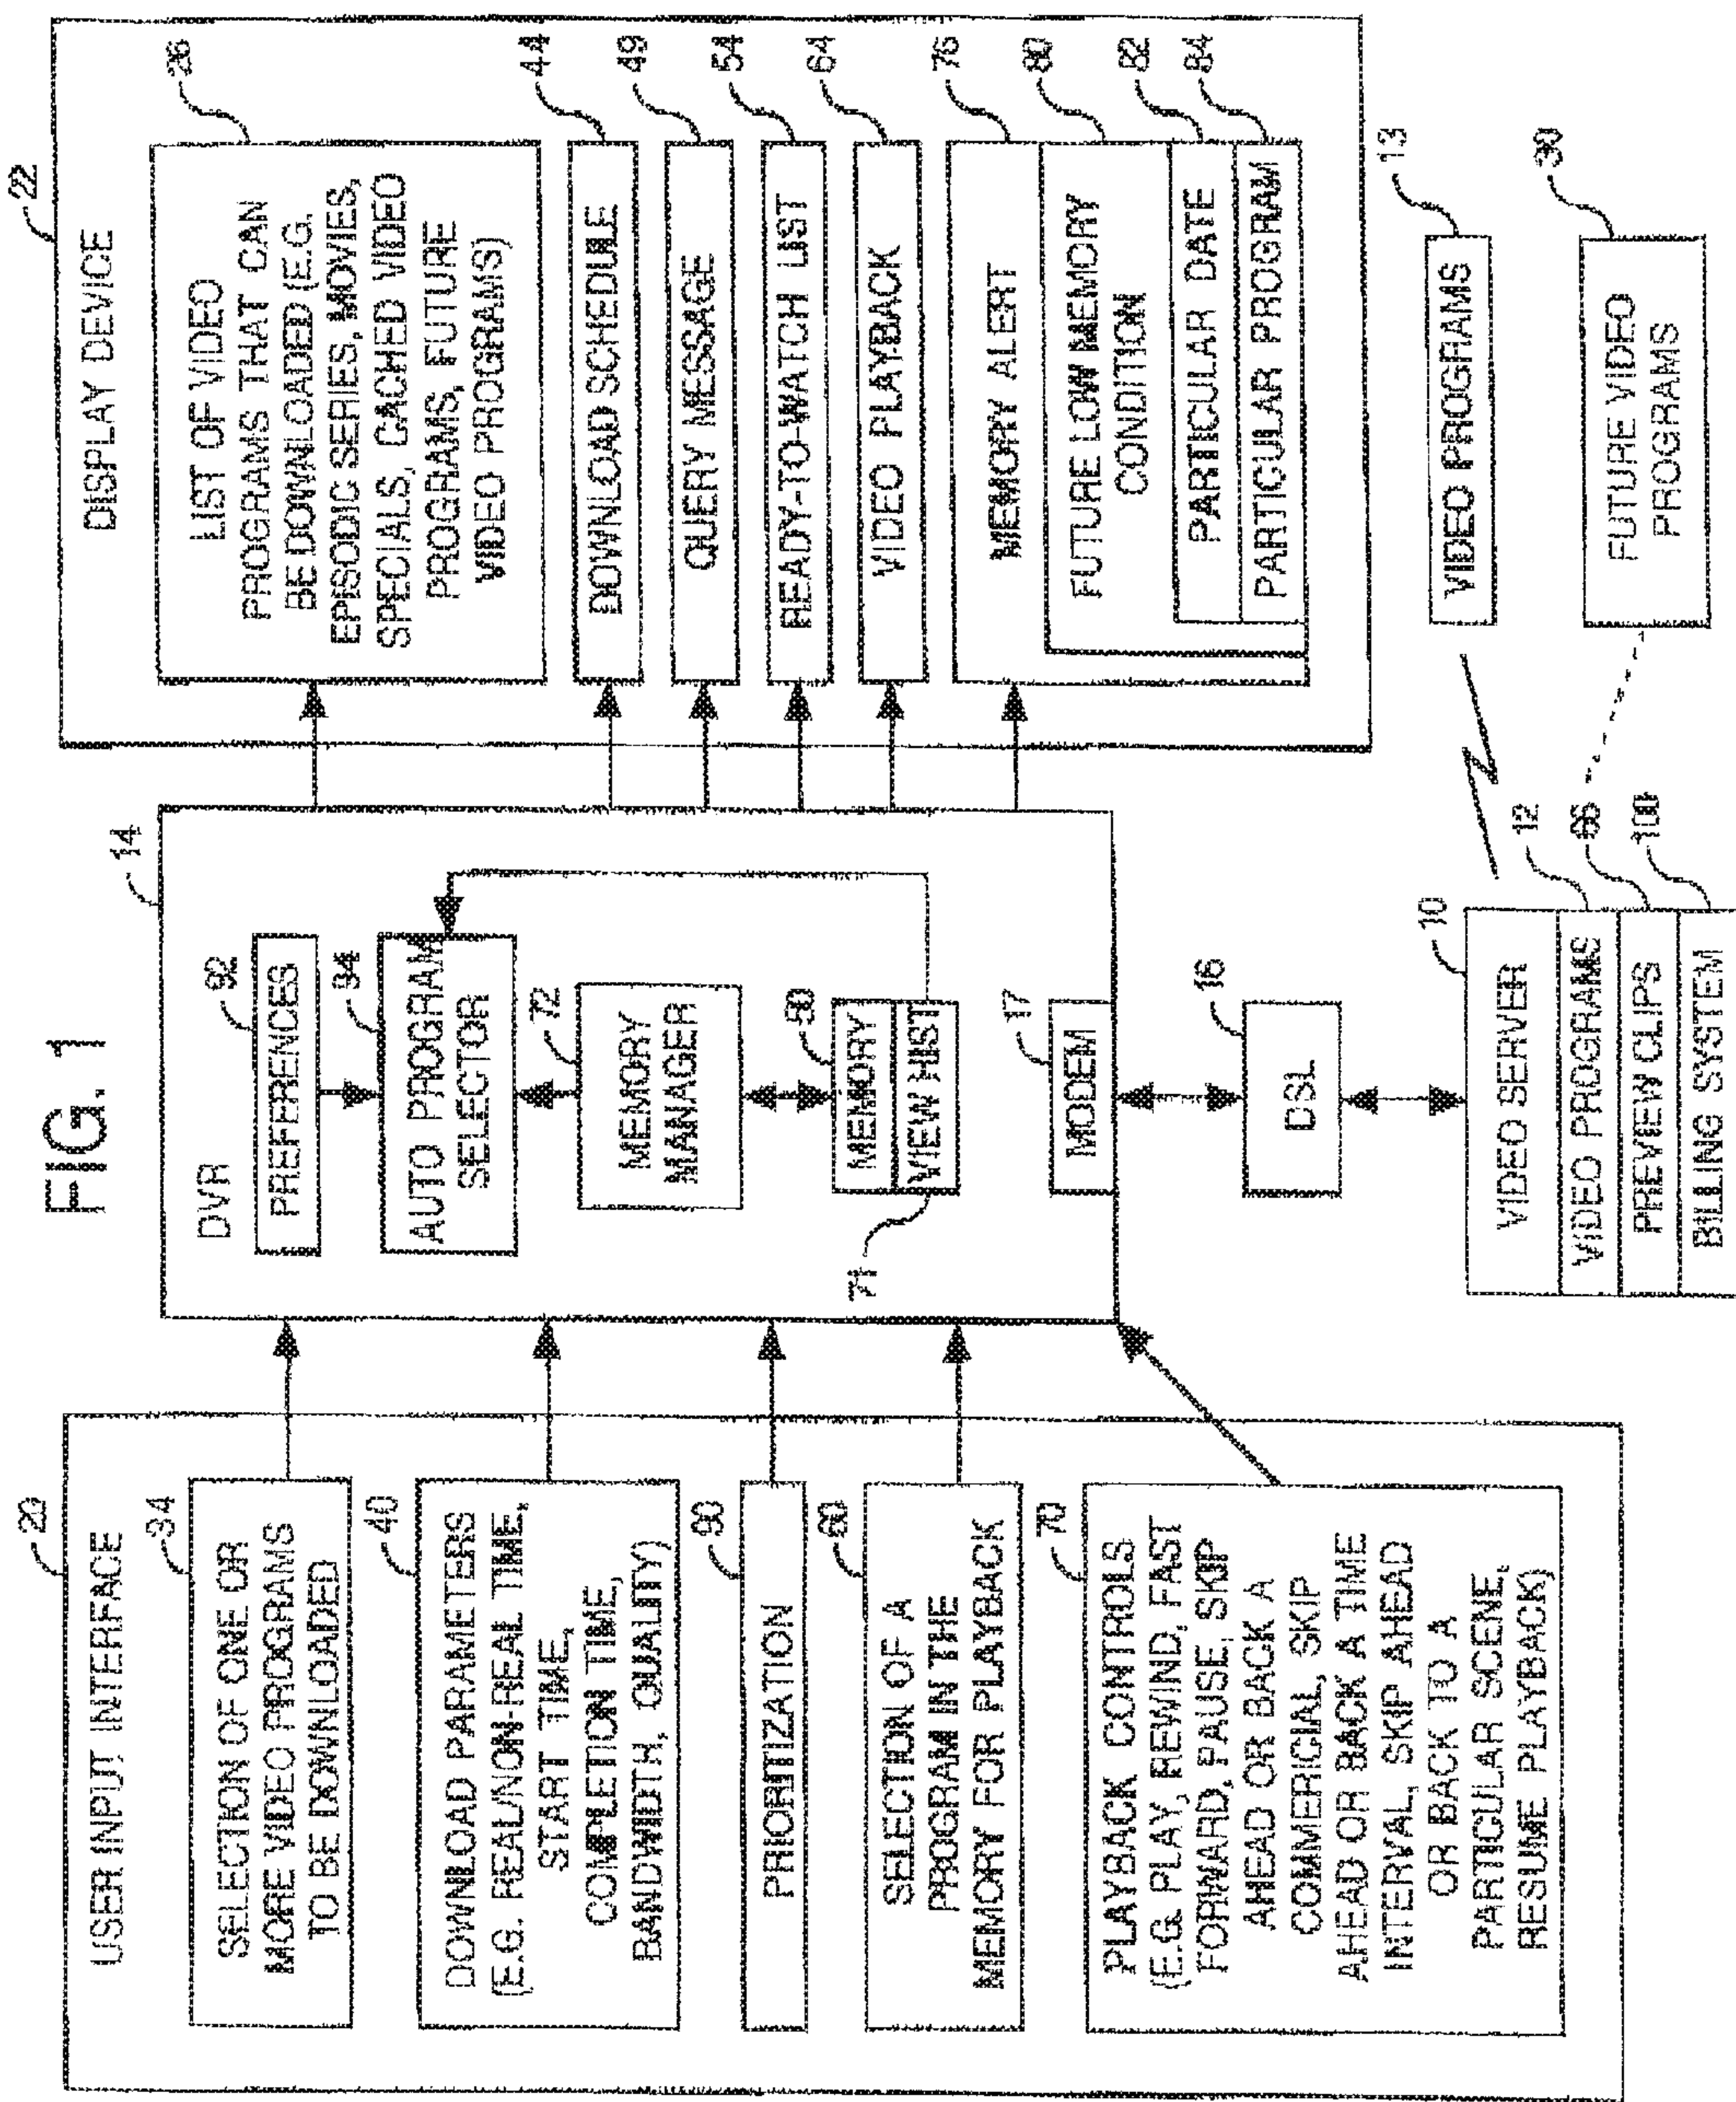 FIG. 1
20
USER INPUT INTERFACE
34
SELECTION OF ONE OR
MORE VIDEO PROGRAMS
TO BE DOWNLOADED
40
DOWNLOAD PARAMETERS
(E.G. REAL/NON-REAL TIME,
START TIME,
COMPLETION TIME,
BANDWIDTH, QUALITY)
90
PRIORITIZATION
60
SELECTION OF A
PROGRAM IN THE
MEMORY FOR PLAYBACK
70
PLAYBACK CONTROLS
(E.G. PLAY, REWIND, FAST
FORWARD, PAUSE, SKIP
AHEAD OR BACK A
COMMERICIAL, SKIP
AHEAD OR BACK A TIME
INTERVAL, SKIP AHEAD
OR BACK TO A
PARTICULAR SCENE,
RESUME PLAYBACK)
14
DVR
92
PREFERENCES
94
AUTO PROGRAM
SELECTOR
72
MEMORY
MANAGER
50
MEMORY
VIEW HIST
71
17
MODEM
16
DSL
10
VIDEO SERVER
12
VIDEO PROGRAMS
PREVIEW CLIPS
100
BILLING SYSTEM
22
DISPLAY DEVICE
26
LIST OF VIDEO
PROGRAMS THAT CAN
BE DOWNLOADED (E.G.
EPISODIC SERIES, MOVIES,
SPECIALS, CACHED VIDEO
PROGRAMS, FUTURE
VIDEO PROGRAMS)
44
DOWNLOAD SCHEDULE
49
QUERY MESSAGE
54
READY-TO-WATCH LIST
64
VIDEO PLAYBACK
76
MEMORY ALERT
80
FUTURE LOW MEMORY
CONDITION
82
PARTICULAR DATE
84
PARTICULAR PROGRAM
13
VIDEO PROGRAMS
30
FUTURE VIDEO
PROGRAMS